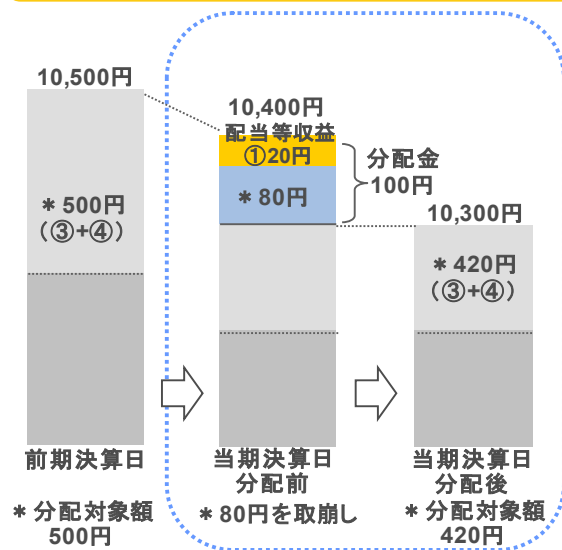 10,500円
10,400円
配当等収益
①20円
分配金
100円
＊80円
＊500円
（③+④）
10,300円
＊420円
（③+④）
前期決算日
当期決算日
分配前
当期決算日
分配後
＊分配対象額
500円
＊80円を取崩し
＊分配対象額
420円